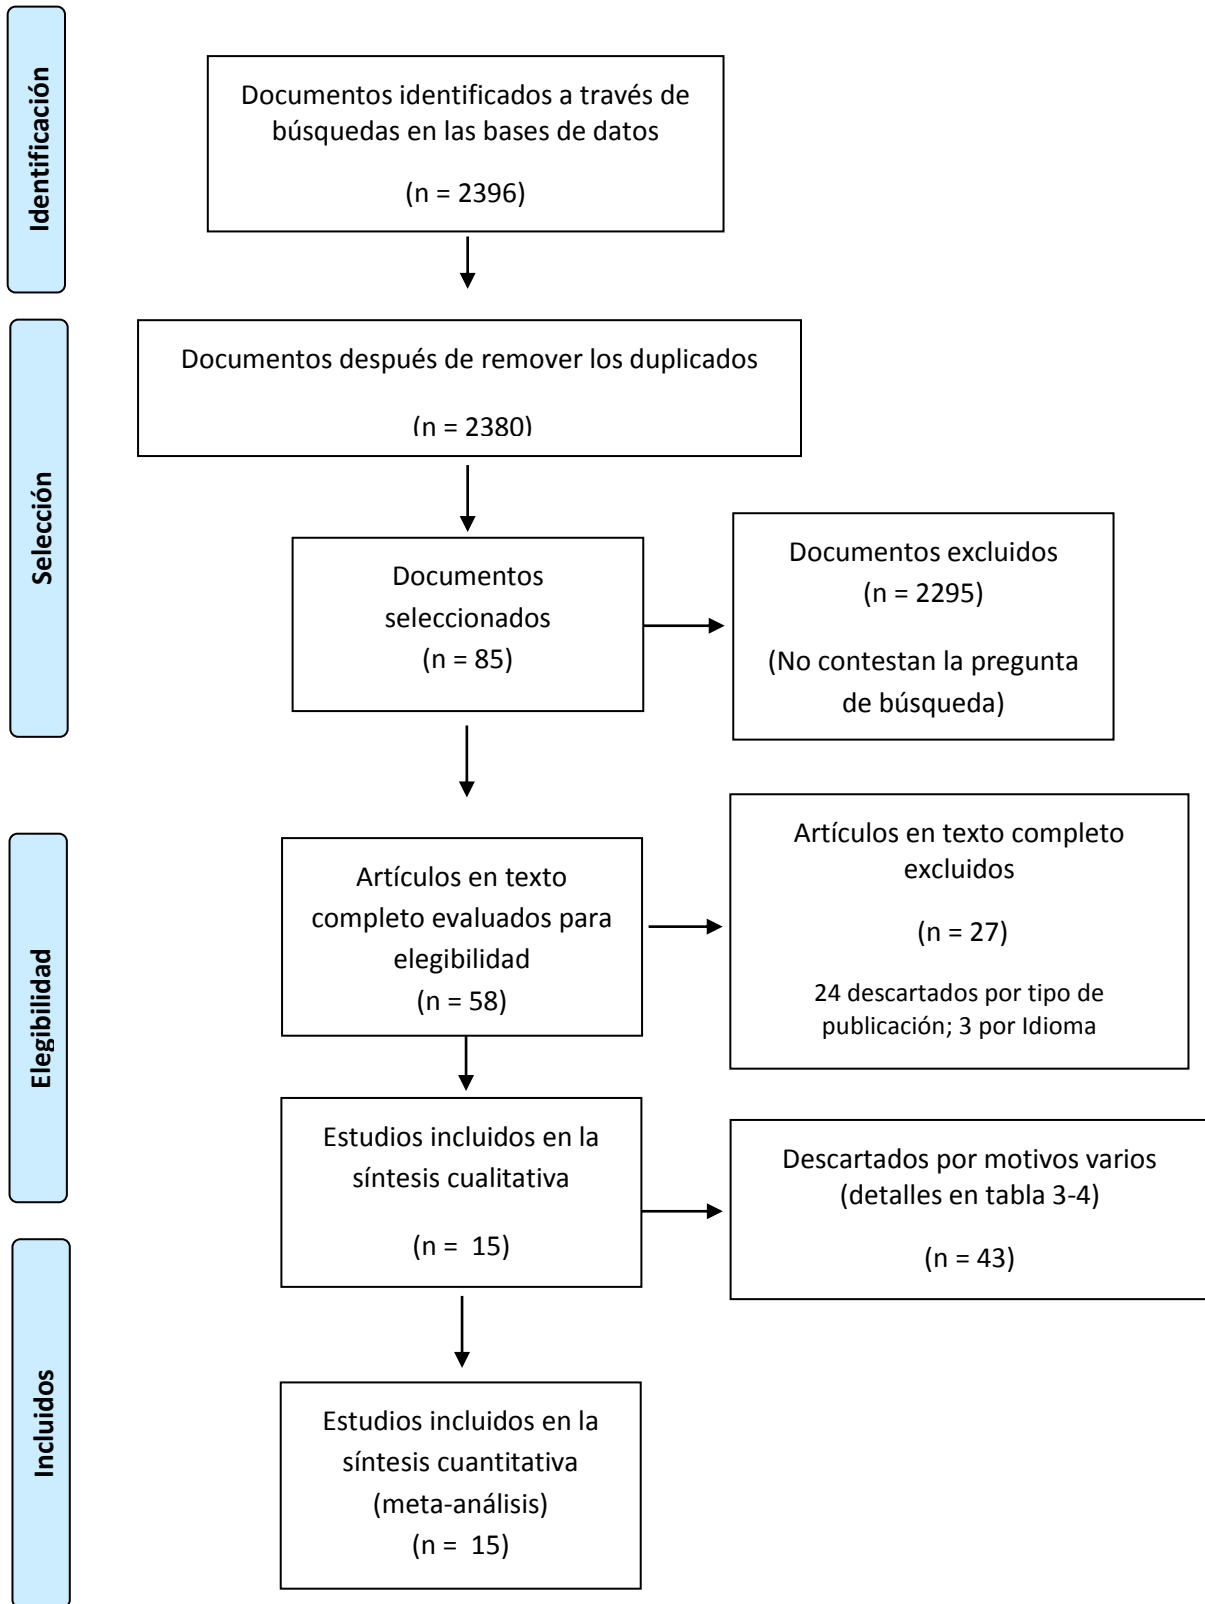 Identificación
Documentos identificados a través de
búsquedas en las bases de datos
(n = 2396)
Selección
Documentos después de remover los duplicados
(n = 2380)
Documentos
seleccionados
(n = 85)
Documentos excluidos
(n = 2295)
(No contestan la pregunta
de búsqueda)
Elegibilidad
Artículos en texto
completo evaluados para
elegibilidad
(n = 58)
Artículos en texto completo
excluidos
(n = 27)
24 descartados por tipo de
publicación; 3 por Idioma
Estudios incluidos en la
síntesis cualitativa
(n =  15)
Descartados por motivos varios
(detalles en tabla 3-4)
(n = 43)
Incluidos
Estudios incluidos en la
síntesis cuantitativa
(meta-análisis)
(n =  15)